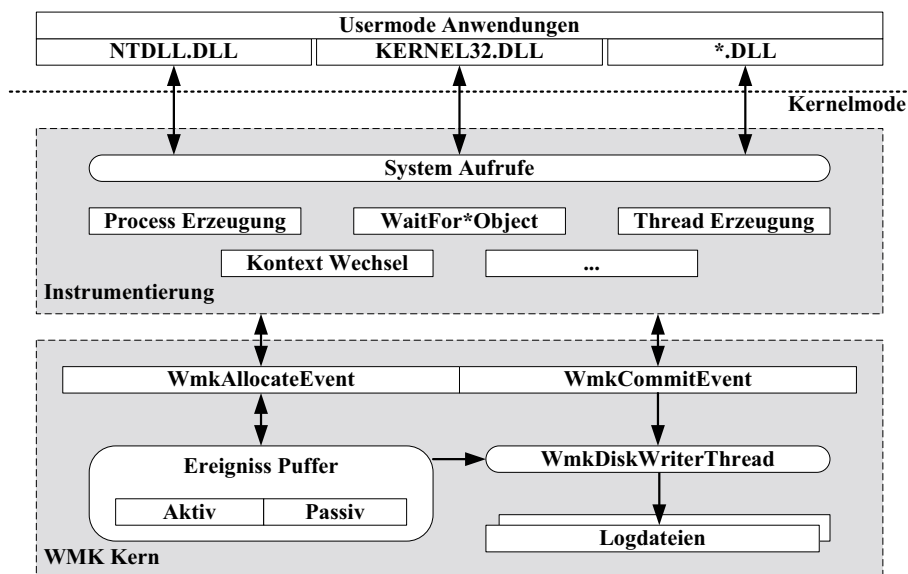 Usermode Anwendungen
NTDLL.DLL KERNEL32.DLL *.DLL
Kernelmode
System Aufrufe
Process Erzeugung WaitFor*Object Thread Erzeugung
Kontext Wechsel ...
Instrumentierung
WmkAllocateEvent WmkCommitEvent
Ereigniss Puffer WmkDiskWriterThread
Aktiv Passiv
Logdateien
WMK Kern